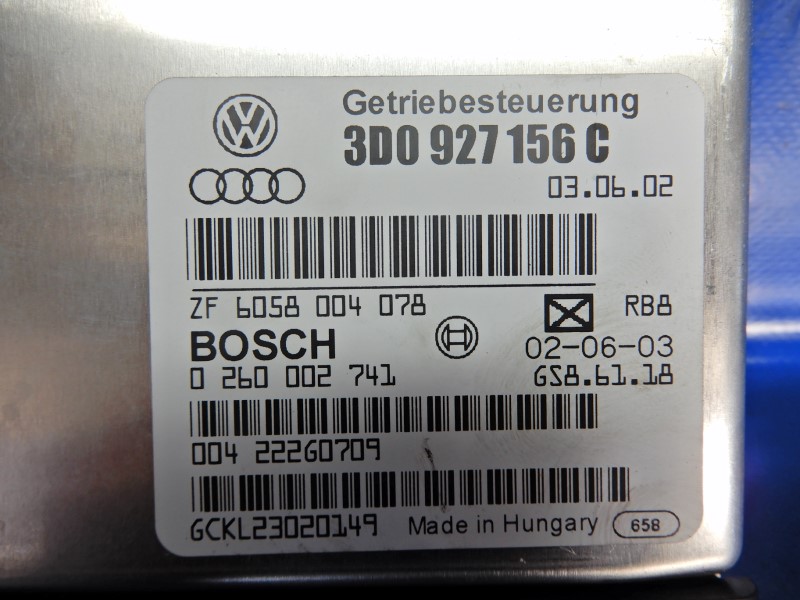 Getriebesteuerung
3D0 927 156 C
03.06.02
ZF 6058 004 078
RB8
BOSCH
02-06-03
0 260 002 741
GS8.61.18
004 22260709
GCKL23020149
Made in Hungary
658